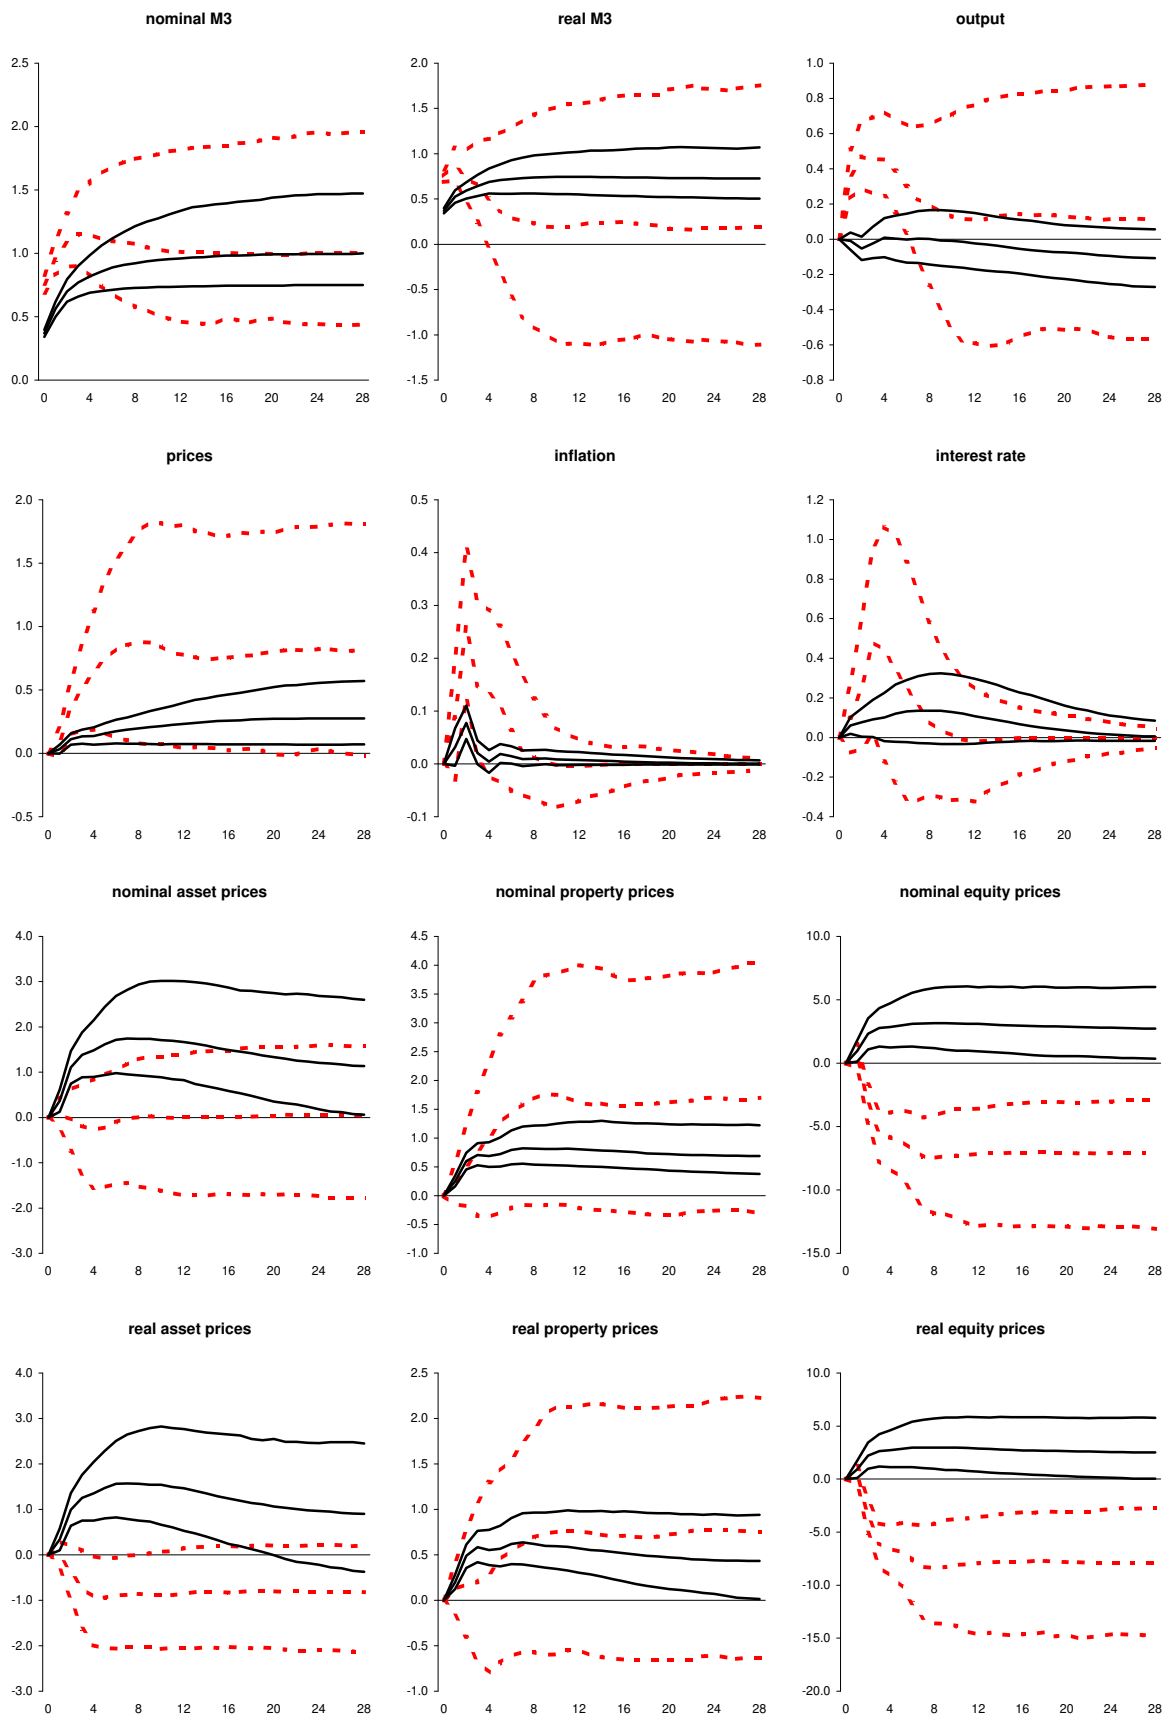 nominal M3 real M3 output
2.5 2.0 1.0
2.0 1.5 0.8
1.5 1.0 0.6
1.0 0.5 0.4
0.5 0.0 0.2
0.0 -0.5 0.0
-1.0 -0.2
-1.5 -0.4
-0.6
-0.8
0 4 8 12 16 20 24 28 0 4 8 12 16 20 24 28 0 4 8 12 16 20 24 28
prices inflation interest rate
2.0 0.5 1.2
1.5 0.4 1.0
1.0 0.3 0.8
0.5 0.2 0.6
0.0 0.1 0.4
-0.5 0.0 0.2
-0.1 0.0
-0.2
-0.4
0 4 8 12 16 20 24 28 0 4 8 12 16 20 24 28 0 4 8 12 16 20 24 28
nominal asset prices nominal property prices nominal equity prices
4.0 4.5 10.0
3.0 4.0 5.0
2.0 3.5 0.0
1.0 3.0 -5.0
0.0 2.5 -10.0
-1.0 2.0 -15.0
-2.0 1.5
-3.0 1.0
0.5
0.0
-0.5
-1.0
0 4 8 12 16 20 24 28 0 4 8 12 16 20 24 28 0 4 8 12 16 20 24 28
real asset prices real property prices real equity prices
4.0 2.5 10.0
3.0 2.0 5.0
2.0 1.5 0.0
1.0 1.0 -5.0
0.0 0.5 -10.0
-1.0 0.0 -15.0
-2.0 -0.5 -20.0
-3.0 -1.0
0 4 8 12 16 20 24 28 0 4 8 12 16 20 24 28 0 4 8 12 16 20 24 28